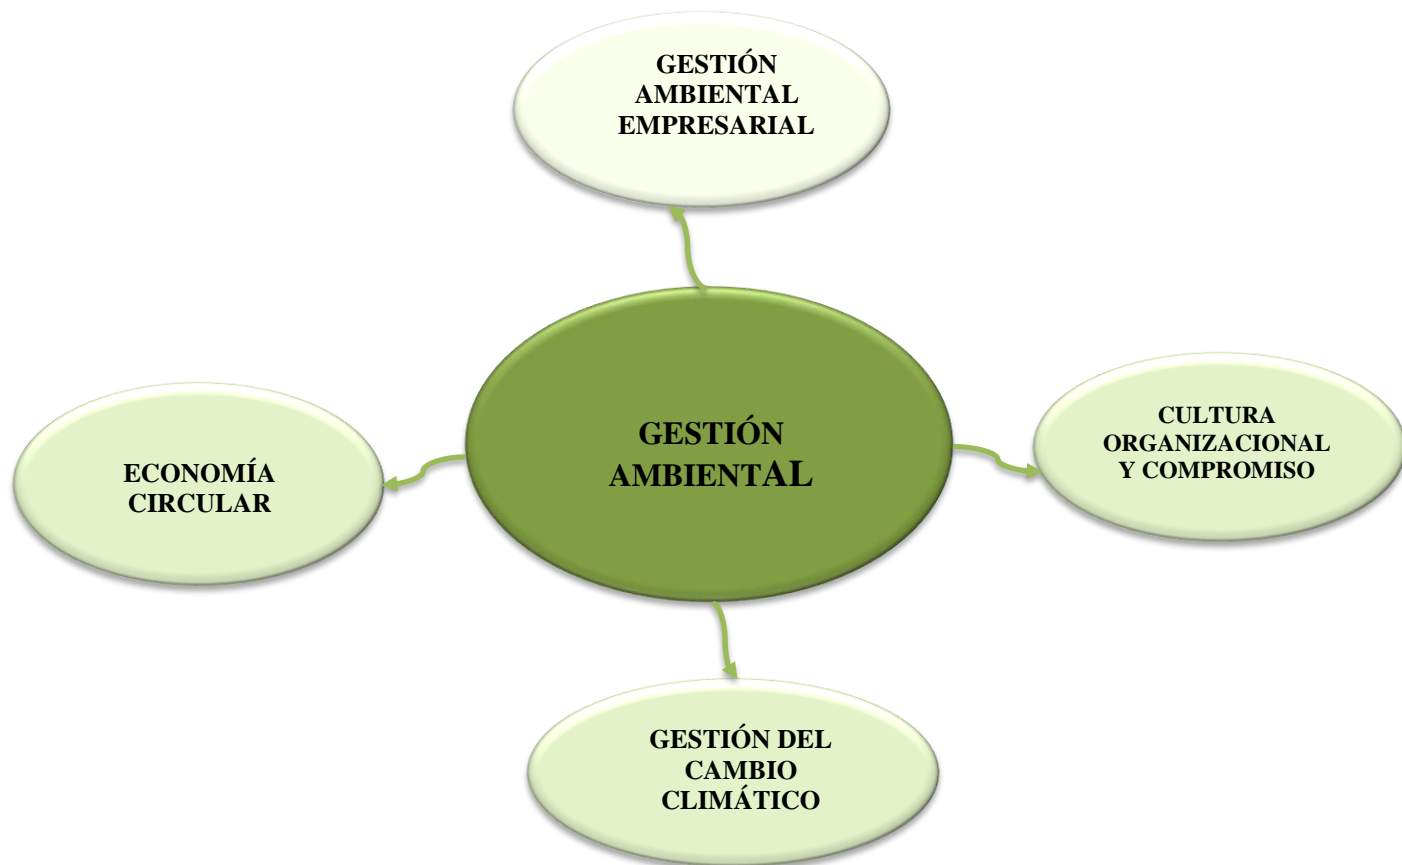 GESTIÓN
AMBIENTAL
EMPRESARIAL
GESTIÓN
AMBIENTAL
CULTURA
ORGANIZACIONAL
Y COMPROMISO
ECONOMÍA
CIRCULAR
GESTIÓN DEL
CAMBIO
CLIMÁTICO